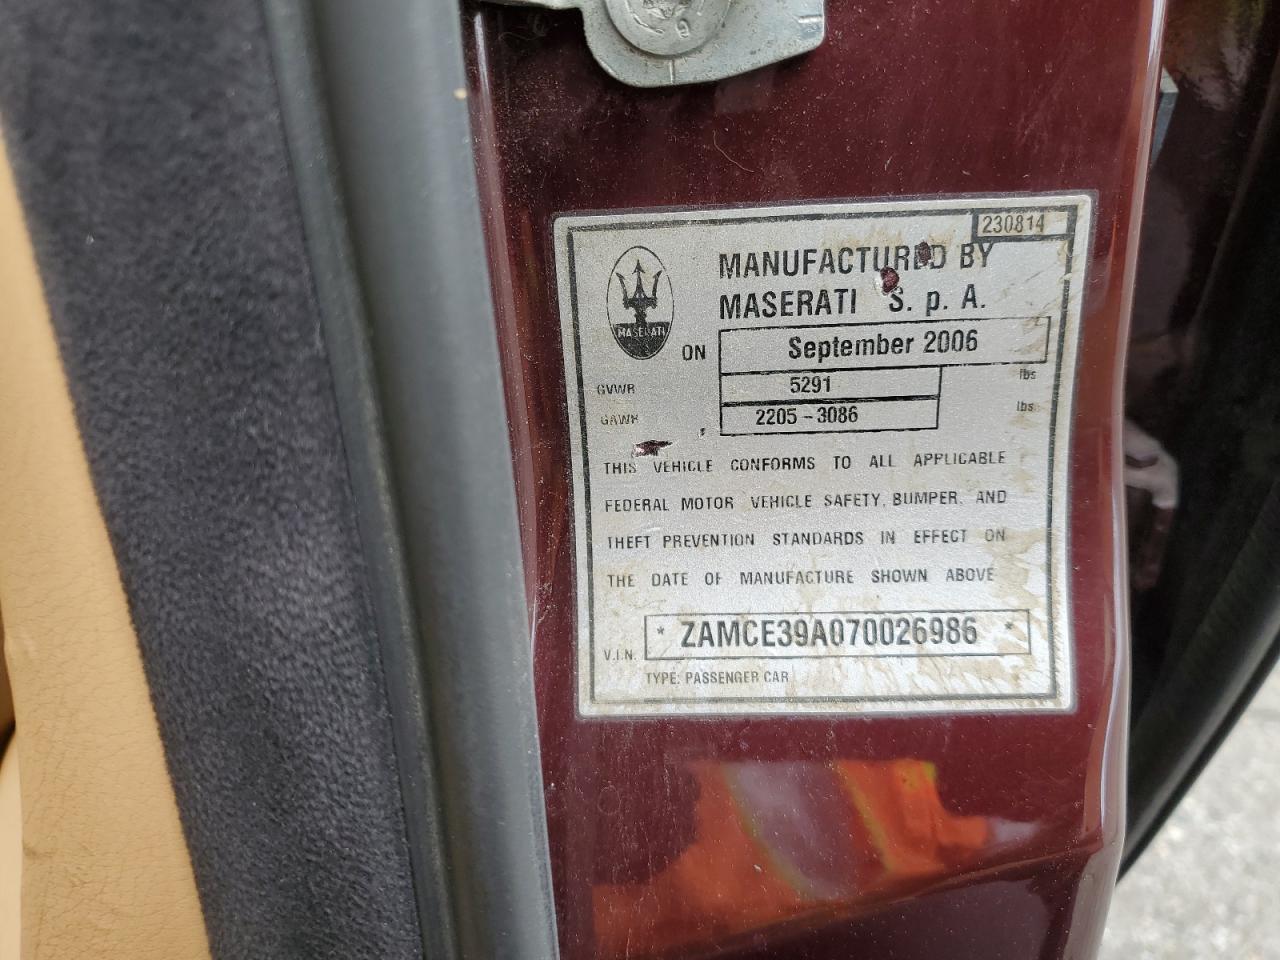 230814
MANUFACTURED BY
MASERATI S. p. A.
MASERATI
ON September 2006
GVWR 5291 lbs
GAWR 2205 - 3086 lbs
THIS VEHICLE CONFORMS TO ALL APPLICABLE
FEDERAL MOTOR VEHICLE SAFETY, BUMPER, AND
THEFT PREVENTION STANDARDS IN EFFECT ON
THE DATE OF MANUFACTURE SHOWN ABOVE
V.I.N. * ZAMCE39A070026986 *
TYPE: PASSENGER CAR